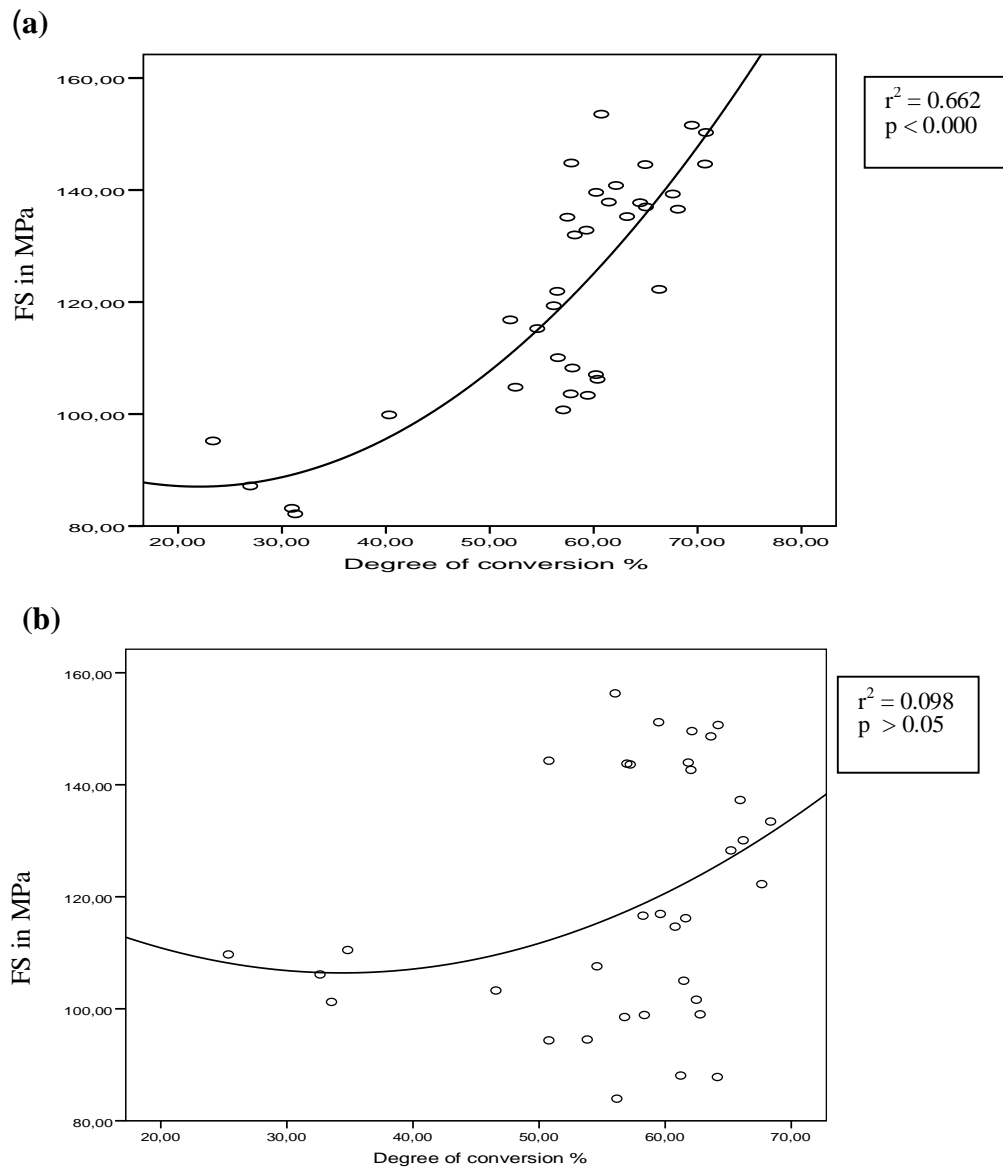 (a)
160,00
140,00
120,00
100,00
80,00
FS in MPa
20,00 30,00 40,00 50,00 60,00 70,00 80,00
Degree of conversion %
r² = 0.662
p < 0.000
(b)
160,00
140,00
120,00
100,00
80,00
FS in MPa
20,00 30,00 40,00 50,00 60,00 70,00
Degree of conversion %
r² = 0.098
p > 0.05